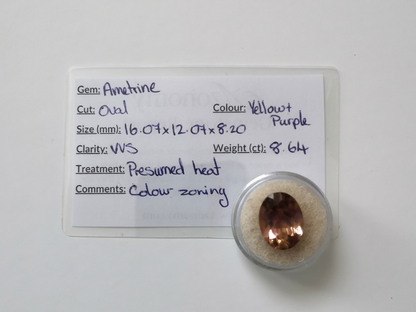 Gem: Ametrine
Cut: Oval Colour: Yellow+
Purple
Size (mm): 16.07x12.07x8.20
Clarity: VVS Weight (ct): 8.64
Treatment: Presumed heat
Comments: Colour zoning